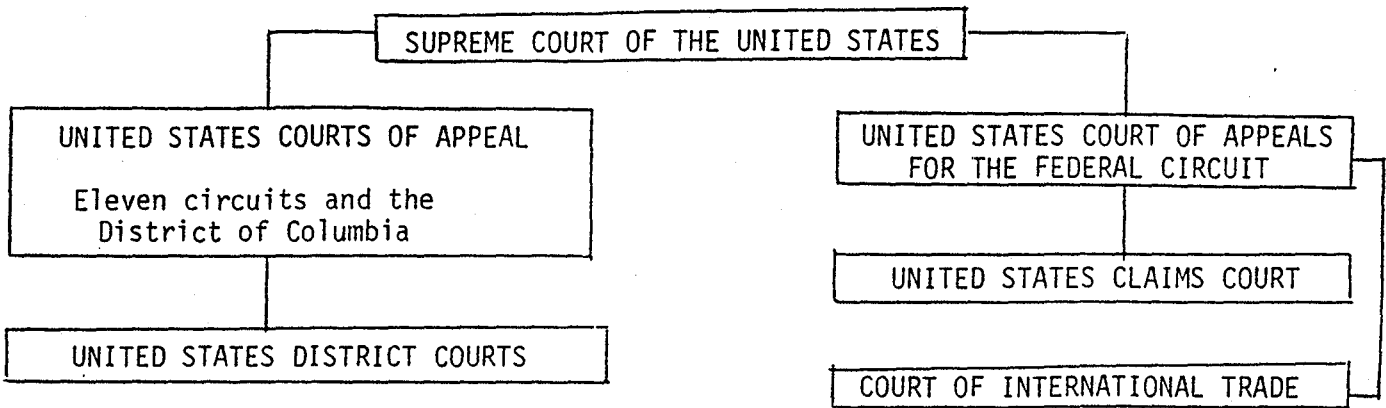 SUPREME COURT OF THE UNITED STATES
UNITED STATES COURTS OF APPEAL
Eleven circuits and the
District of Columbia
UNITED STATES DISTRICT COURTS
UNITED STATES COURT OF APPEALS
FOR THE FEDERAL CIRCUIT
UNITED STATES CLAIMS COURT
COURT OF INTERNATIONAL TRADE